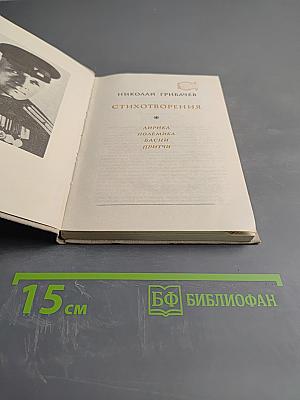 НИКОЛАЙ ГРИБАЧЕВ
СТИХОТВОРЕНИЯ
ЛИРИКА
ПОЛЕМИКА
БАСНИ
ПРИТЧИ
15 СМ
БФ БИБЛИОФАН